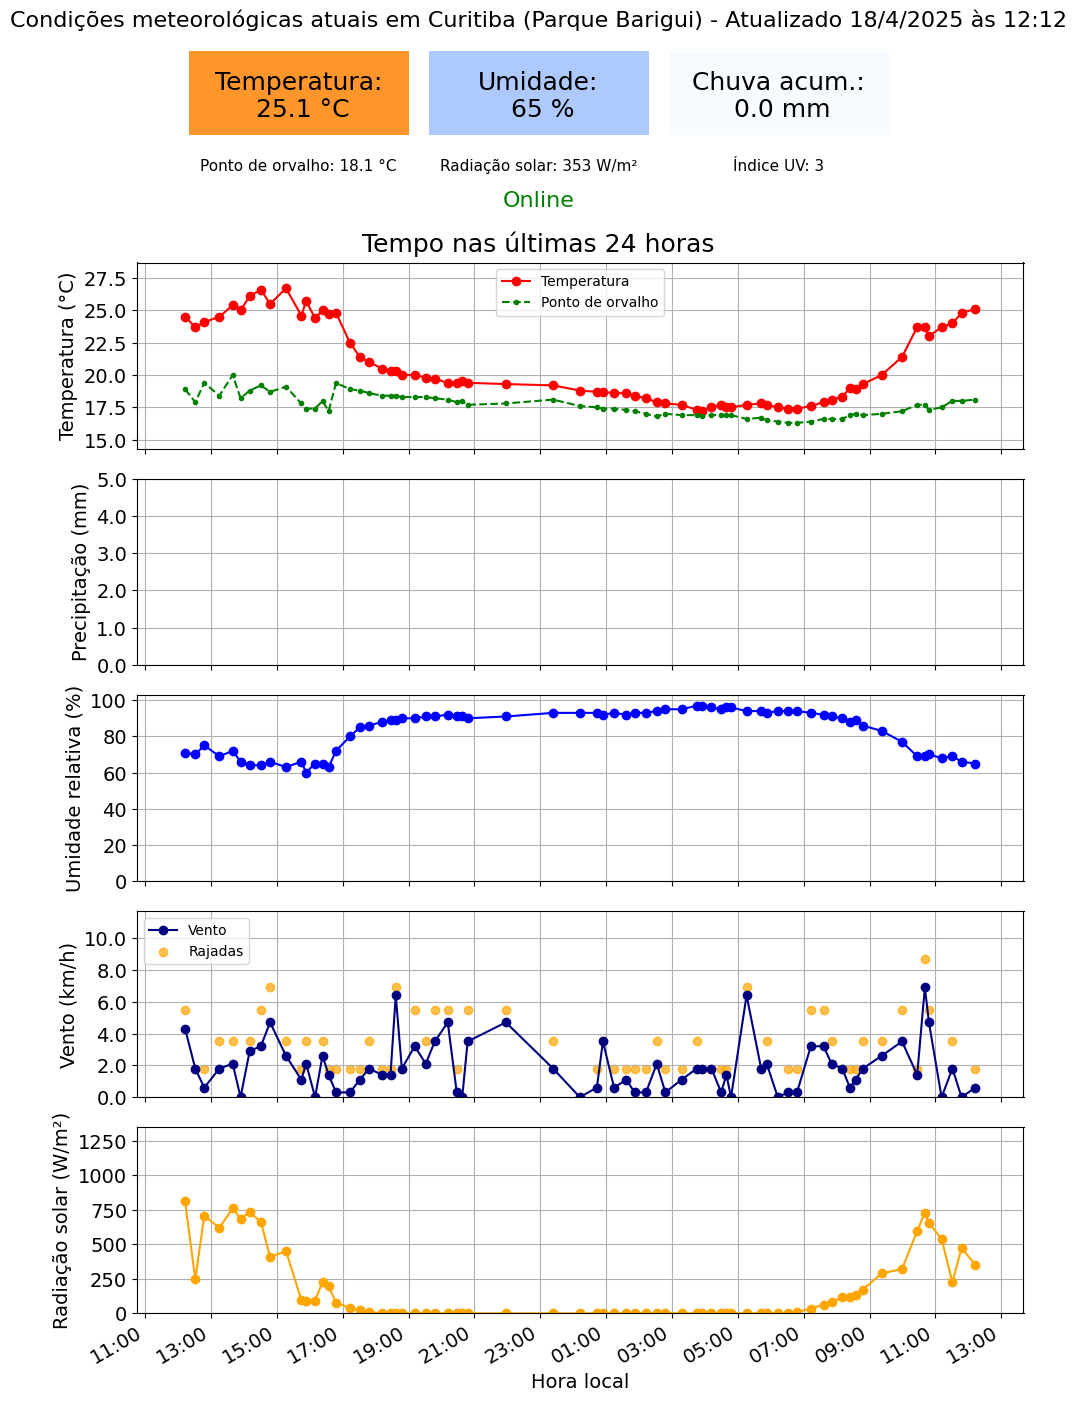 Condições meteorológicas atuais em Curitiba (Parque Barigui) - Atualizado 18/4/2025 às 12:12
Temperatura:
25.1 °C
Umidade:
65 %
Chuva acum.:
0.0 mm
Ponto de orvalho: 18.1 °C
Radiação solar: 353 W/m²
Índice UV: 3
Online
Tempo nas últimas 24 horas
Temperatura (°C)
27.5
25.0
22.5
20.0
17.5
15.0
Temperatura
Ponto de orvalho
Precipitação (mm)
5.0
4.0
3.0
2.0
1.0
0.0
Umidade relativa (%)
100
80
60
40
20
0
Vento (km/h)
10.0
8.0
6.0
4.0
2.0
0.0
Vento
Rajadas
Radiação solar (W/m²)
1250
1000
750
500
250
0
11:00
13:00
15:00
17:00
19:00
21:00
23:00
01:00
03:00
05:00
07:00
09:00
11:00
13:00
Hora local